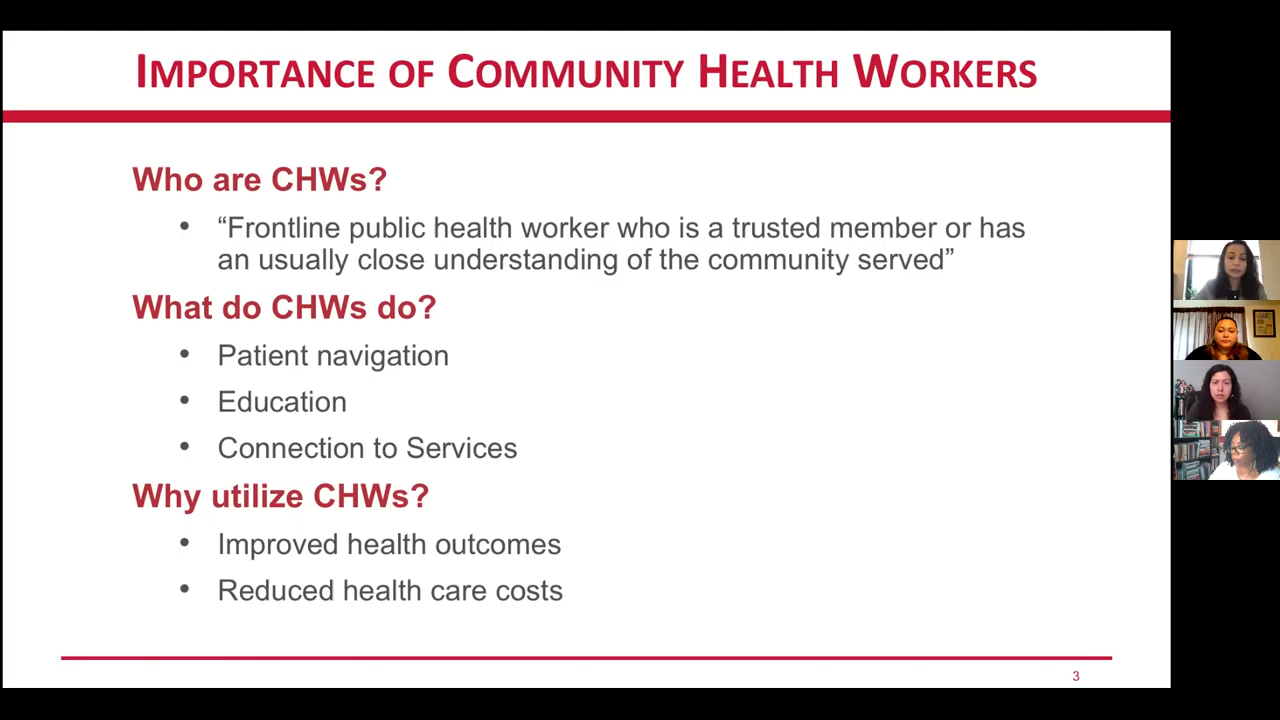 IMPORTANCE OF COMMUNITY HEALTH WORKERS
Who are CHWs?
• “Frontline public health worker who is a trusted member or has
an usually close understanding of the community served”
What do CHWs do?
• Patient navigation
• Education
• Connection to Services
Why utilize CHWs?
• Improved health outcomes
• Reduced health care costs
3